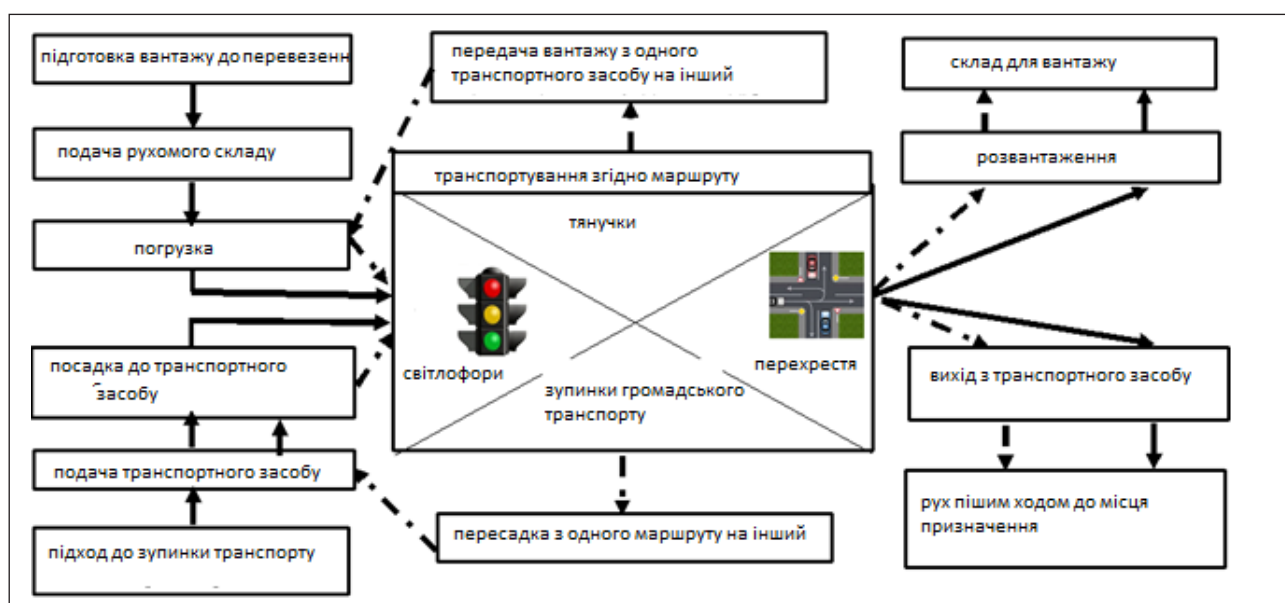 підготовка вантажу до перевезенн
подача рухомого складу
погрузка
посадка до транспортного
засобу
подача транспортного засобу
підход до зупинки транспорту
передача вантажу з одного
транспортного засобу на інший
транспортування згідно маршруту
тянучки
світлофори
перехрестя
зупинки громадського
транспорту
пересадка з одного маршруту на інший
склад для вантажу
розвантаження
вихід з транспортного засобу
рух пішим ходом до місця
призначення